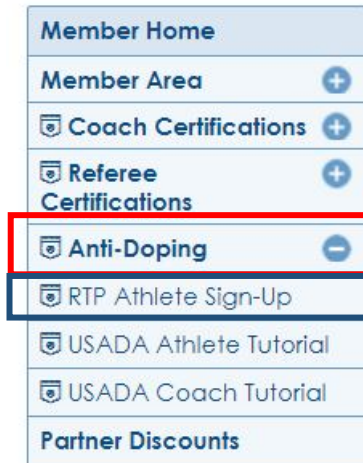 Member Home
Member Area
Coach Certifications
Referee
Certifications
Anti-Doping
RTP Athlete Sign-Up
USADA Athlete Tutorial
USADA Coach Tutorial
Partner Discounts